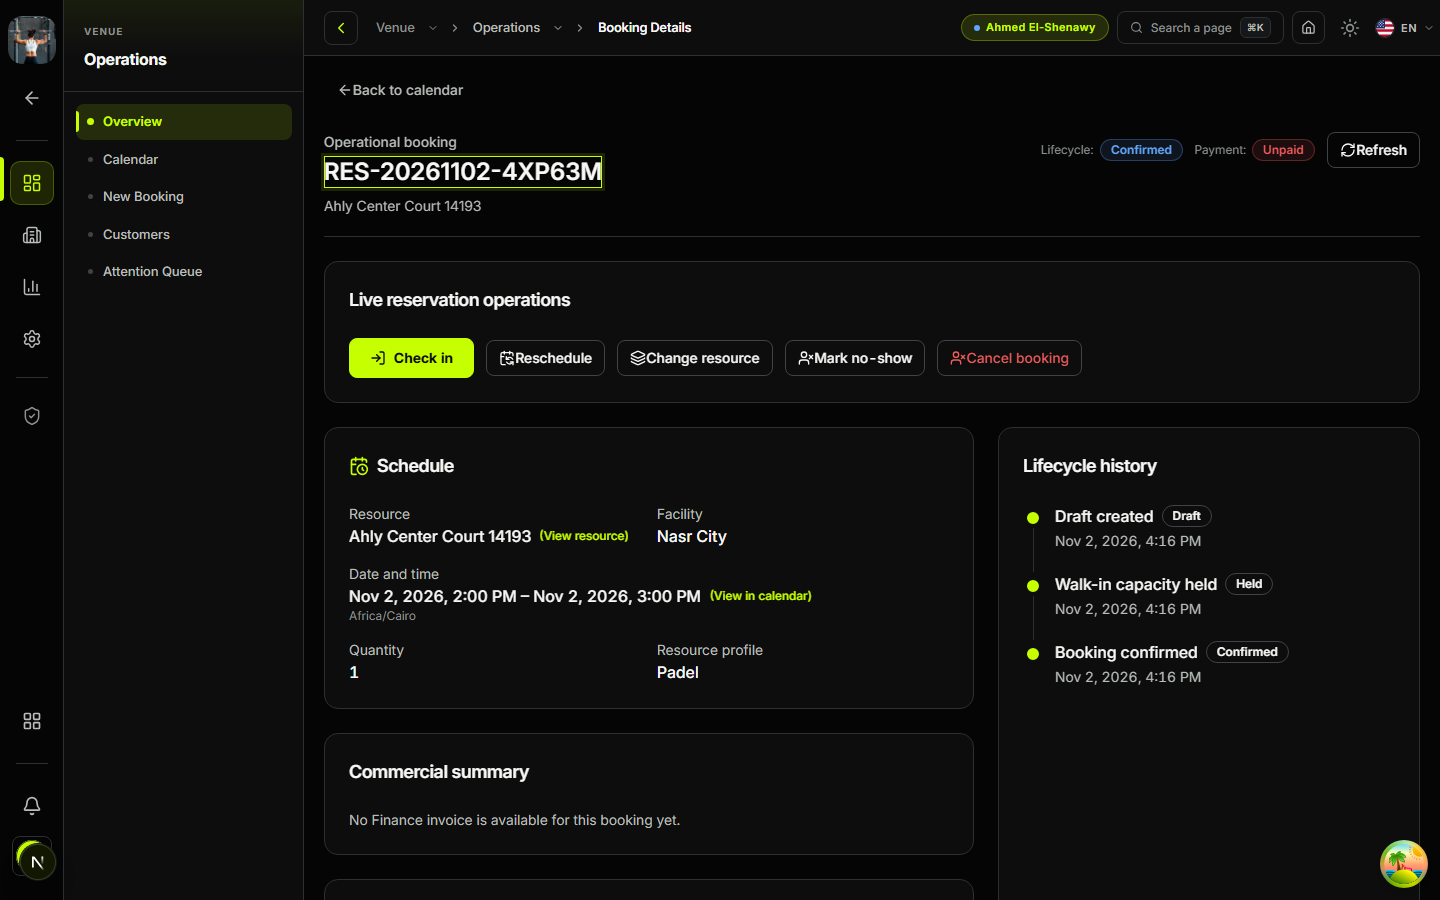 VENUE
Operations
Overview
Calendar
New Booking
Customers
Attention Queue
N
Venue
Operations
Booking Details
Ahmed El-Shenawy
Search a page
⌘K
EN
Back to calendar
Operational booking
RES-20261102-4XP63M
Ahly Center Court 14193
Lifecycle: Confirmed Payment: Unpaid
Refresh
Live reservation operations
Check in
Reschedule
Change resource
Mark no-show
Cancel booking
Schedule
Resource
Ahly Center Court 14193 (View resource)
Facility
Nasr City
Date and time
Nov 2, 2026, 2:00 PM – Nov 2, 2026, 3:00 PM (View in calendar)
Africa/Cairo
Quantity
1
Resource profile
Padel
Commercial summary
No Finance invoice is available for this booking yet.
Lifecycle history
Draft created Draft
Nov 2, 2026, 4:16 PM
Walk-in capacity held Held
Nov 2, 2026, 4:16 PM
Booking confirmed Confirmed
Nov 2, 2026, 4:16 PM